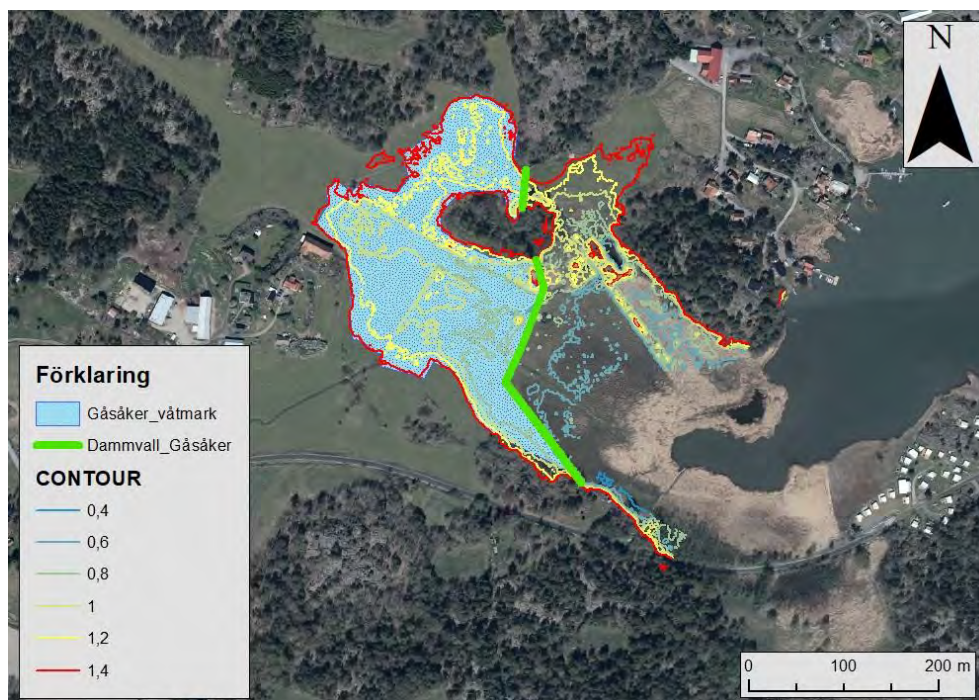 N
Förklaring
Gåsåker_våtmark
Dammvall_Gåsåker
CONTOUR
0,4
0,6
0,8
1
1,2
1,4
0 100 200 m